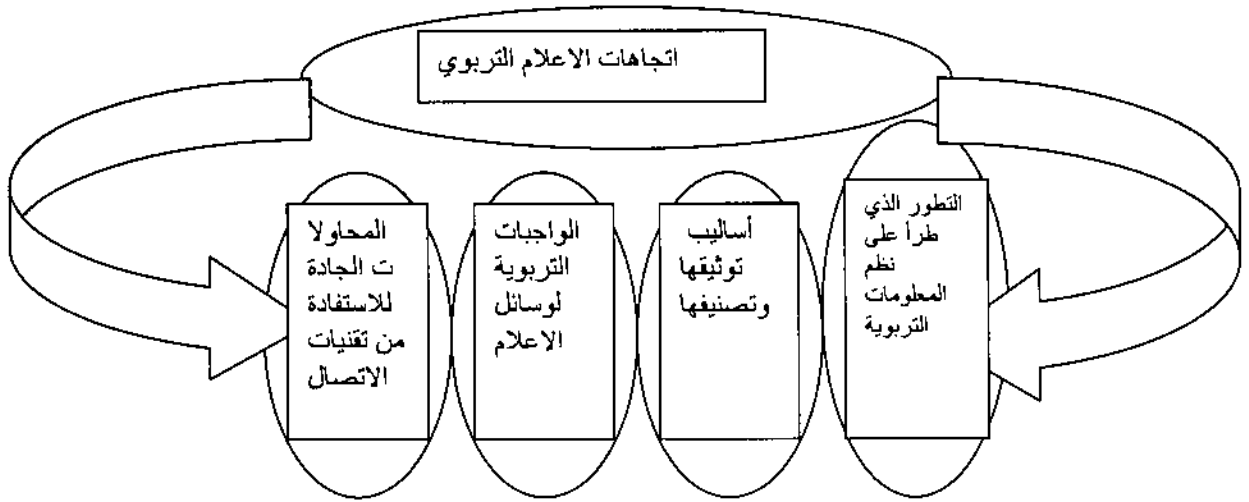 اتجاهات الاعلام التربوي
التطور الذي
طرأ على
نظم
المعلومات
التربوية
أساليب
توثيقها
وتصنيفها
الواجبات
التربوية
لوسائل
الاعلام
المحاولا
ت الجادة
للاستفادة
من تقنيات
الاتصال